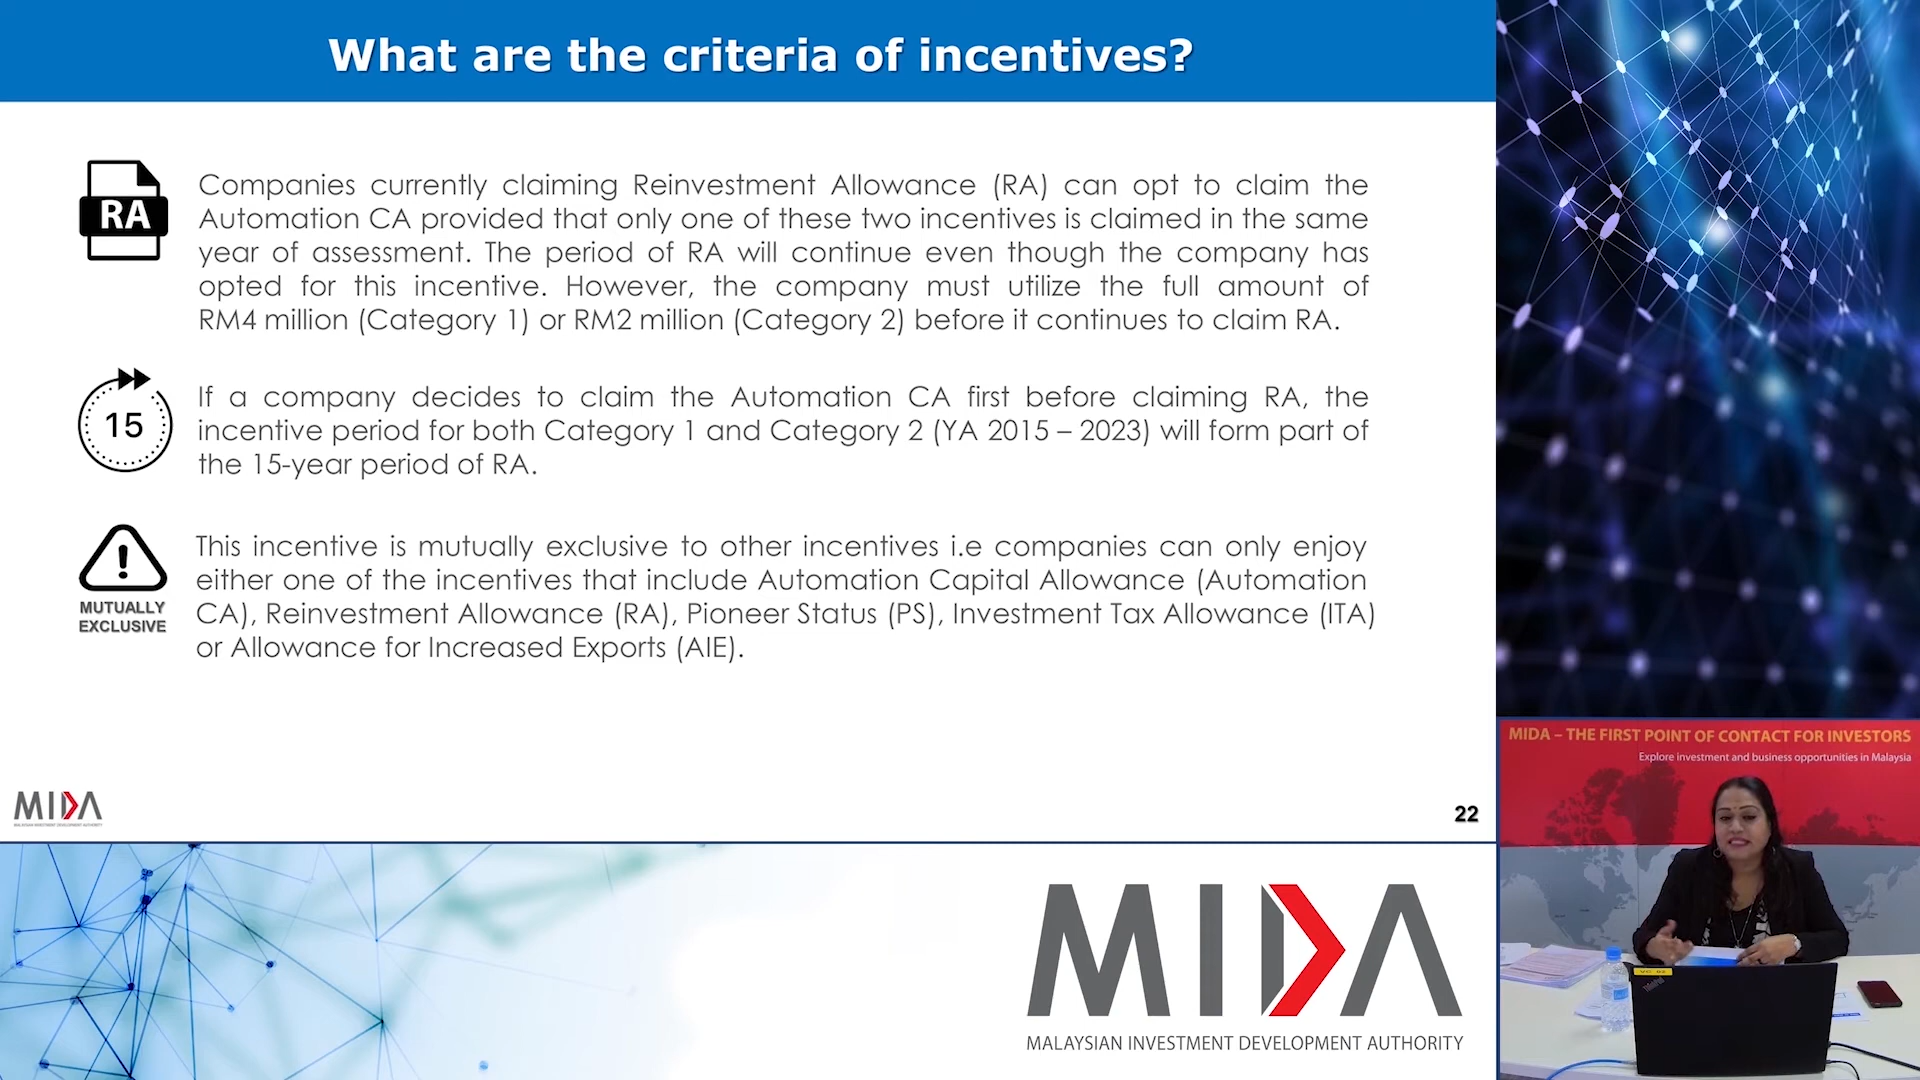 What are the criteria of incentives?
RA
Companies currently claiming Reinvestment Allowance (RA) can opt to claim the
Automation CA provided that only one of these two incentives is claimed in the same
year of assessment. The period of RA will continue even though the company has
opted for this incentive. However, the company must utilize the full amount of
RM4 million (Category 1) or RM2 million (Category 2) before it continues to claim RA.
15
If a company decides to claim the Automation CA first before claiming RA, the
incentive period for both Category 1 and Category 2 (YA 2015 – 2023) will form part of
the 15-year period of RA.
MUTUALLY
EXCLUSIVE
This incentive is mutually exclusive to other incentives i.e companies can only enjoy
either one of the incentives that include Automation Capital Allowance (Automation
CA), Reinvestment Allowance (RA), Pioneer Status (PS), Investment Tax Allowance (ITA)
or Allowance for Increased Exports (AIE).
MIDA
MALAYSIAN INVESTMENT DEVELOPMENT AUTHORITY
22
MIDA
MALAYSIAN INVESTMENT DEVELOPMENT AUTHORITY
MIDA – THE FIRST POINT OF CONTACT FOR INVESTORS
Explore investment and business opportunities in Malaysia
ThinkPad